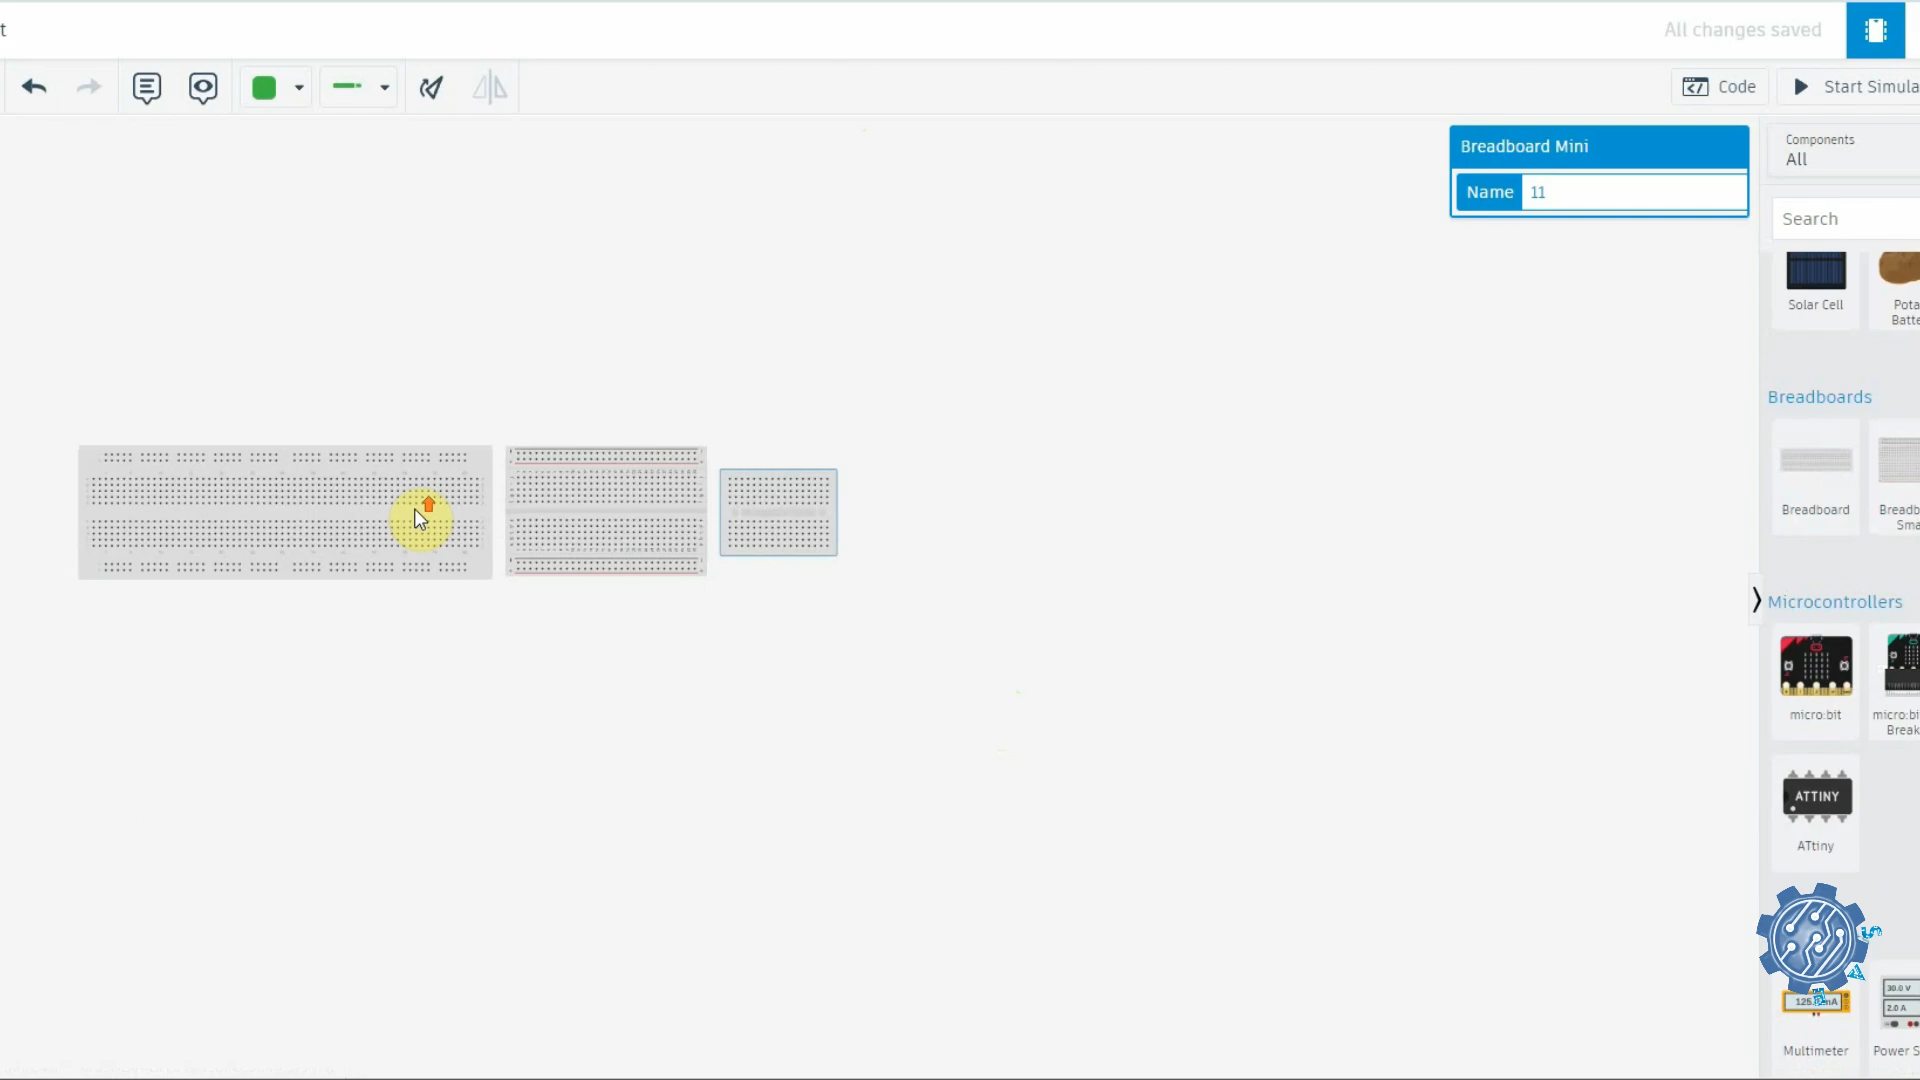 t
All changes saved
Code
Start Simula
Breadboard Mini
Name 11
Components
All
Search
Solar Cell
Pota
Batte
Breadboards
Breadboard
Breadb
Sma
Microcontrollers
micro:bit
micro:bi
Break
ATTINY
ATtiny
30.0 V
2.0 A
Multimeter
Power S